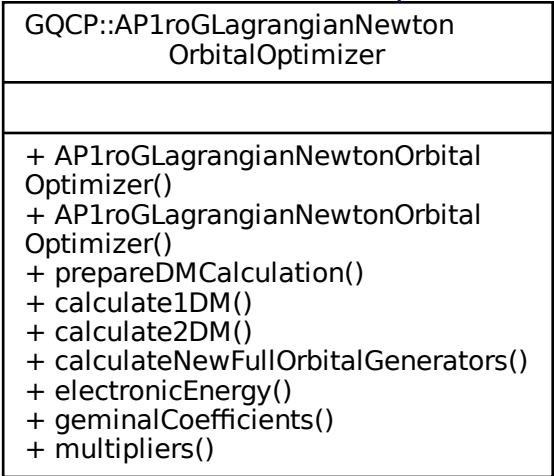 GQCP::AP1roGLagrangianNewton
OrbitalOptimizer
+ AP1roGLagrangianNewtonOrbital
Optimizer()
+ AP1roGLagrangianNewtonOrbital
Optimizer()
+ prepareDMCalculation()
+ calculate1DM()
+ calculate2DM()
+ calculateNewFullOrbitalGenerators()
+ electronicEnergy()
+ geminalCoefficients()
+ multipliers()